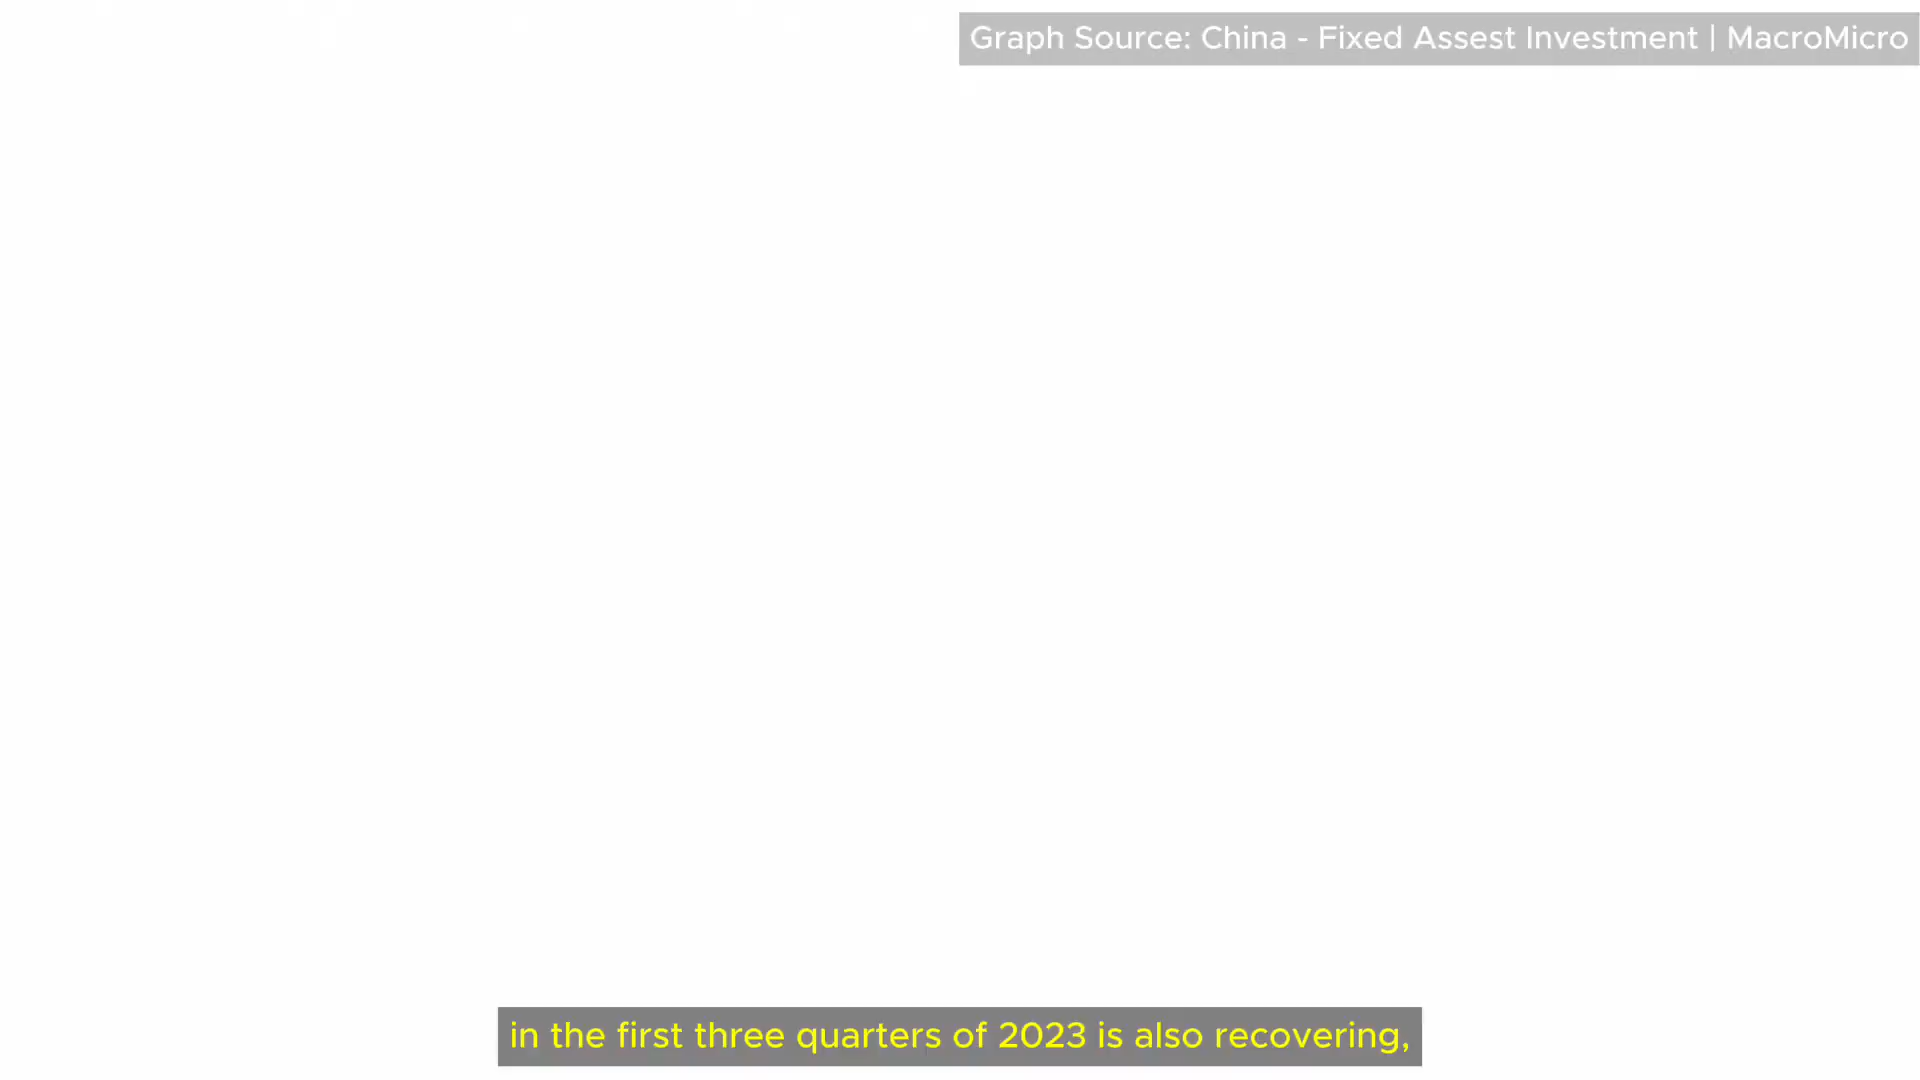 Graph Source: China - Fixed Assest Investment | MacroMicro
in the first three quarters of 2023 is also recovering,